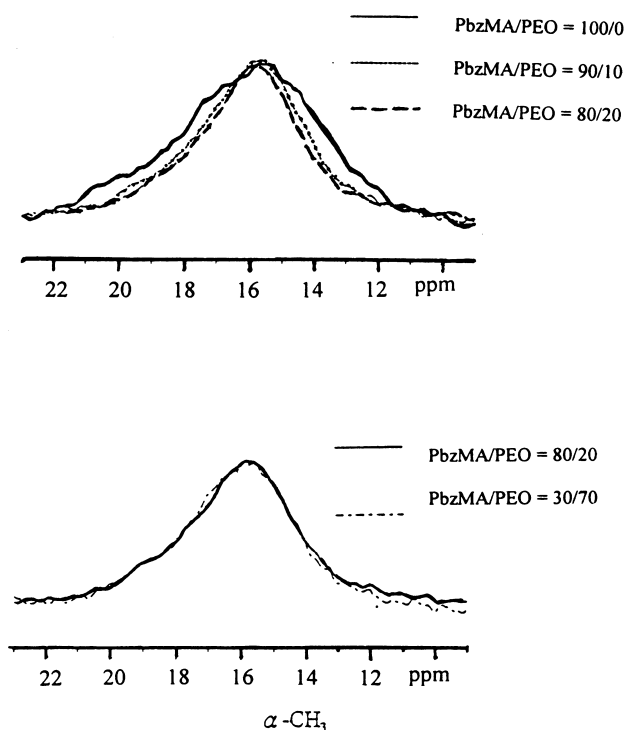 PbzMA/PEO = 100/0
PbzMA/PEO = 90/10
PbzMA/PEO = 80/20
22 20 18 16 14 12 ppm
PbzMA/PEO = 80/20
PbzMA/PEO = 30/70
22 20 18 16 14 12 ppm
α-CH₃